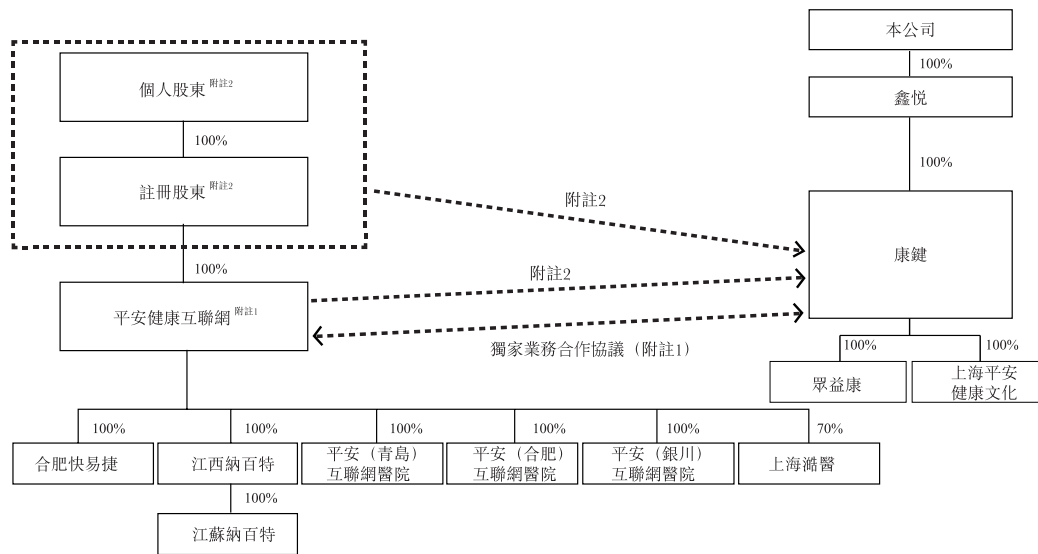 本公司
100%
鑫悦
100%
康鍵
100%
100%
眾益康
上海平安
健康文化
個人股東附註2
100%
註冊股東附註2
100%
平安健康互聯網附註1
附註2
附註2
獨家業務合作協議（附註1）
100%
100%
100%
100%
100%
70%
合肥快易捷
江西納百特
平安（青島）
互聯網醫院
平安（合肥）
互聯網醫院
平安（銀川）
互聯網醫院
上海澔醫
100%
江蘇納百特